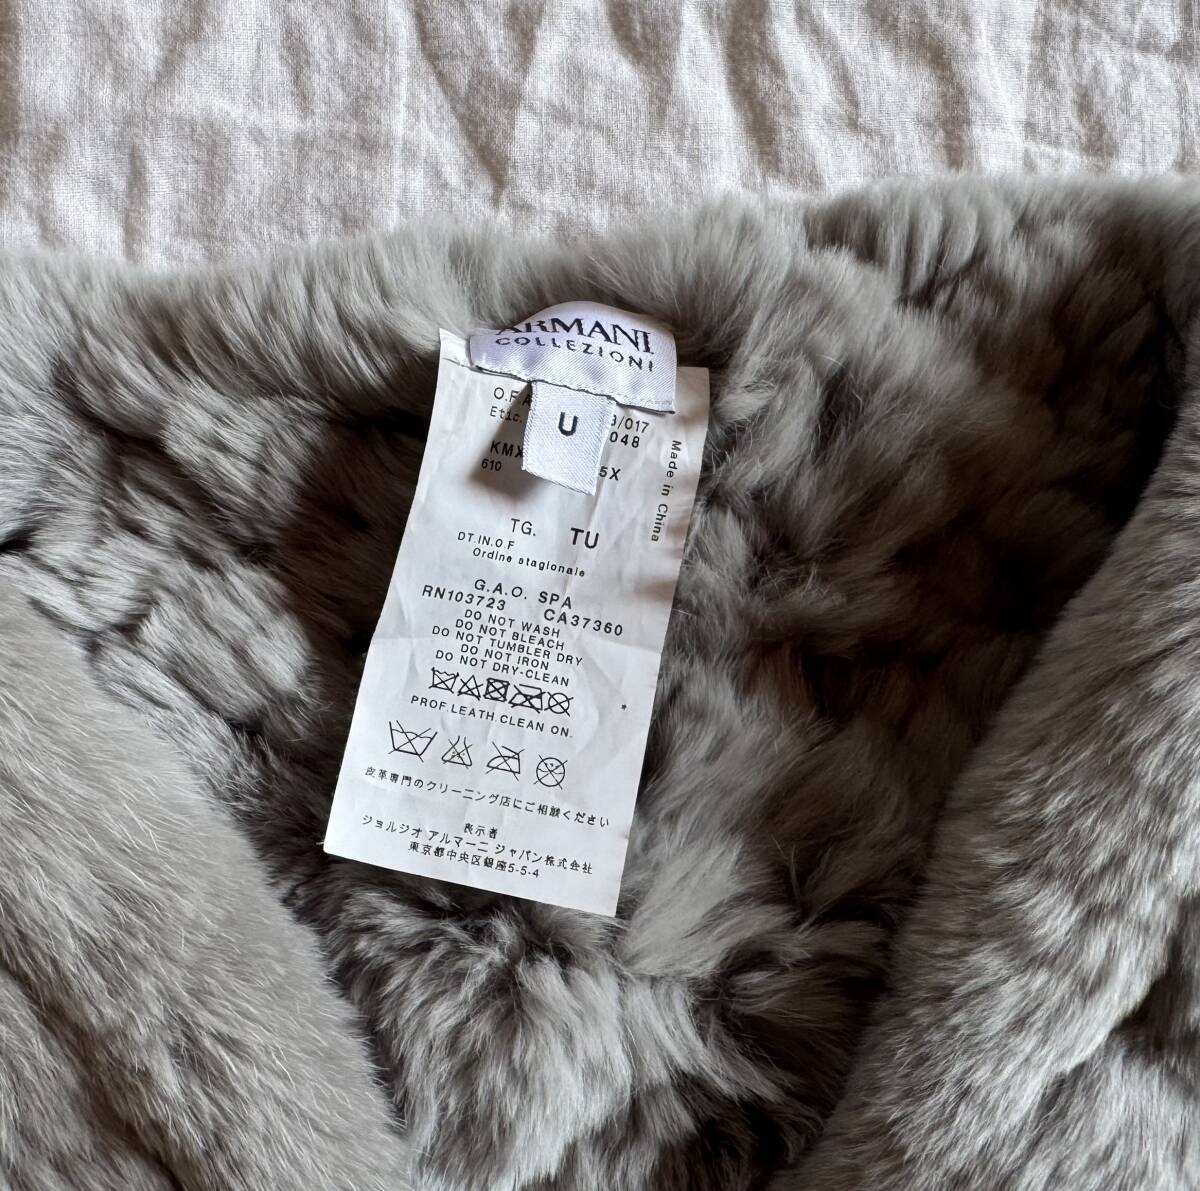 ARMANI
COLLEZIONI
U
/017
Etic. 048
5X
610
TG. TU
DT.IN.O.F
Ordine stagionale
Made in China
G.A.O. SPA
RN103723 CA37360
DO NOT WASH
DO NOT BLEACH
DO NOT TUMBLER DRY
DO NOT IRON
DO NOT DRY-CLEAN
PROF.LEATH.CLEAN ON.
*
皮革専門のクリーニング店にご相談ください
表示者
ジョルジオ アルマーニ ジャパン株式会社
東京都中央区銀座5-5-4